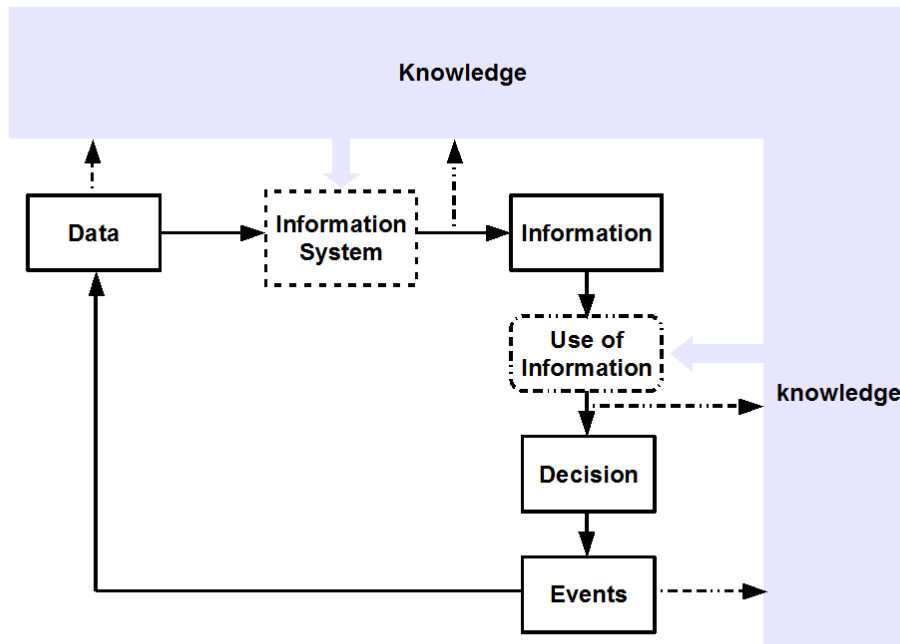 Knowledge
Data
Information
System
Information
Use of
Information
knowledge
Decision
Events